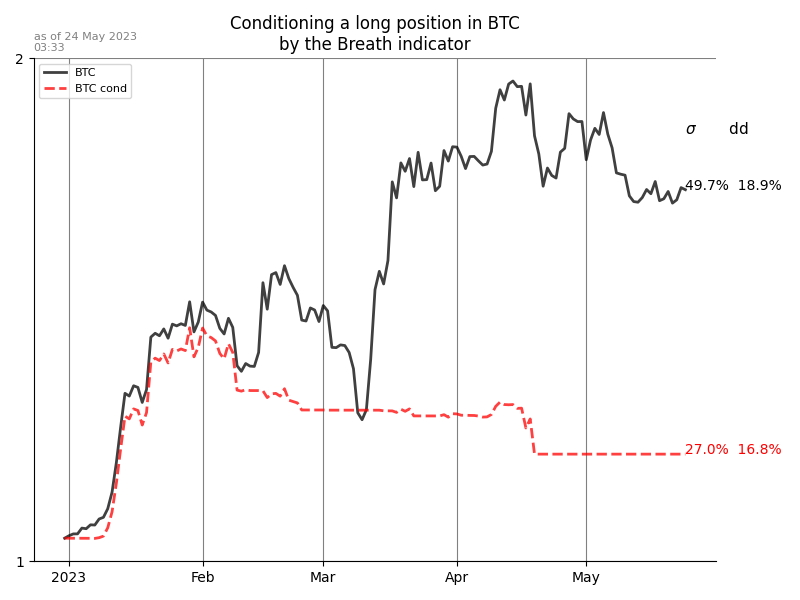 Conditioning a long position in BTC
by the Breath indicator
as of 24 May 2023
03:33
2
BTC
BTC cond
σ dd
49.7% 18.9%
27.0% 16.8%
1
2023 Feb Mar Apr May